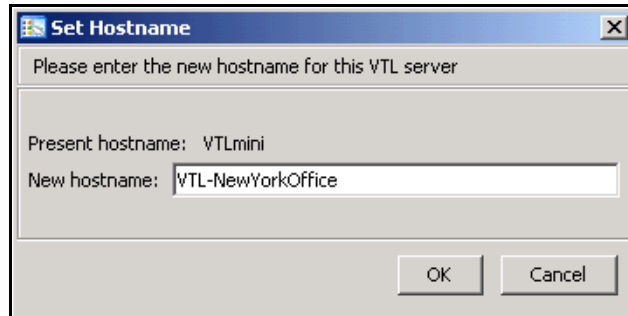 Set Hostname
Please enter the new hostname for this VTL server
Present hostname: VTLmini
New hostname: VTL-NewYorkOffice
OK Cancel